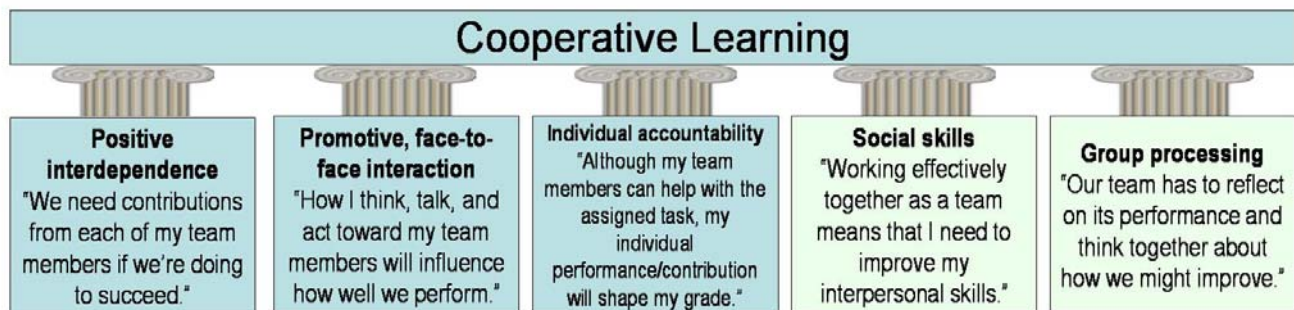 Cooperative Learning
Positive
interdependence
"We need contributions
from each of my team
members if we're doing
to succeed."
Promotive, face-to-
face interaction
"How I think, talk, and
act toward my team
members will influence
how well we perform."
Individual accountability
"Although my team
members can help with the
assigned task, my
individual
performance/contribution
will shape my grade."
Social skills
"Working effectively
together as a team
means that I need to
improve my
interpersonal skills."
Group processing
"Our team has to reflect
on its performance and
think together about
how we might improve."